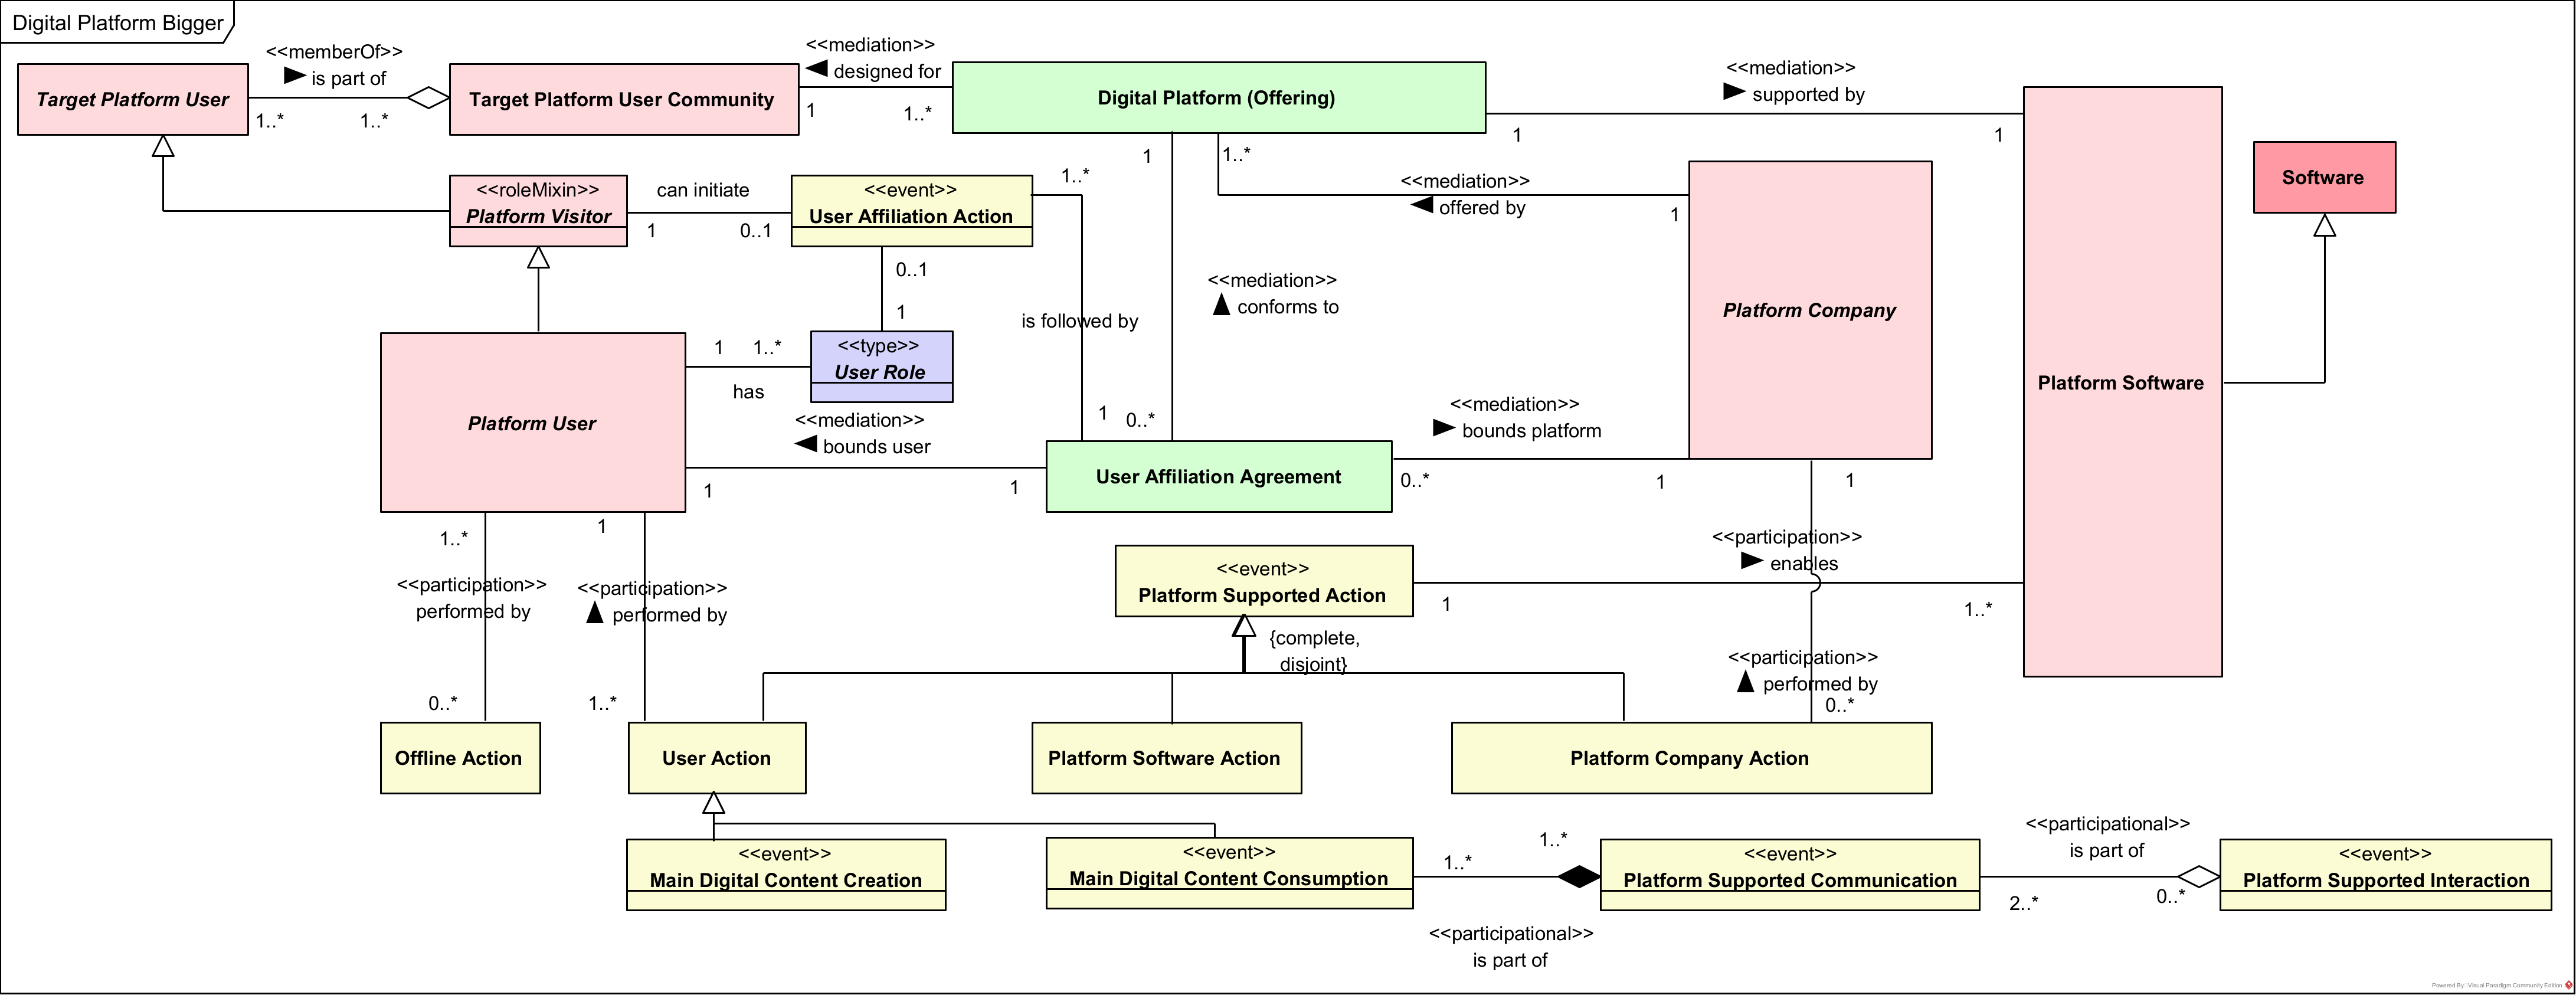 Digital Platform Bigger
<<memberOf>>
is part of
<<mediation>>
designed for
<<mediation>>
supported by
Target Platform User
1..*
1..*
Target Platform User Community
1
1..*
Digital Platform (Offering)
1
1
1
1..*
<<roleMixin>>
Platform Visitor
can initiate
1
0..1
<<event>>
User Affiliation Action
1..*
<<mediation>>
offered by
1
Software
0..1
1
is followed by
<<mediation>>
conforms to
Platform Company
Platform Software
Platform User
1
1..*
has
<<type>>
User Role
<<mediation>>
bounds user
1
0..*
<<mediation>>
bounds platform
1
1
User Affiliation Agreement
0..*
1
1
1..*
1
<<participation>>
performed by
<<participation>>
performed by
<<event>>
Platform Supported Action
<<participation>>
enables
1
1..*
{complete,
disjoint}
<<participation>>
performed by
0..*
0..*
1..*
Offline Action
User Action
Platform Software Action
Platform Company Action
<<event>>
Main Digital Content Creation
<<event>>
Main Digital Content Consumption
1..*
1..*
<<participational>>
is part of
<<event>>
Platform Supported Communication
<<participational>>
is part of
2..*
0..*
<<event>>
Platform Supported Interaction
Powered By Visual Paradigm Community Edition